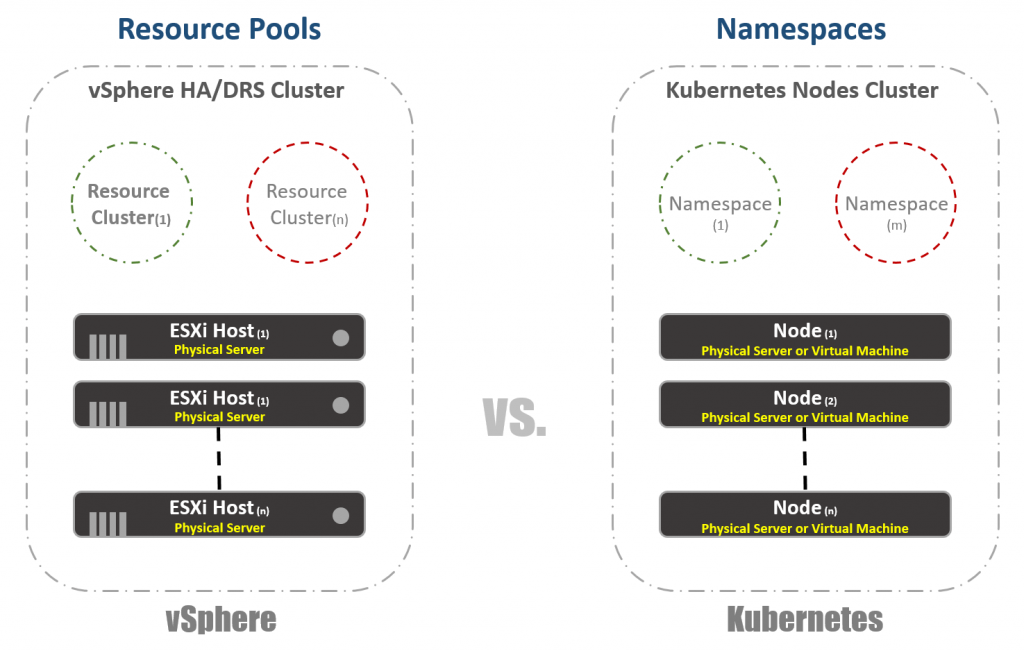 Resource Pools
vSphere HA/DRS Cluster
Resource
Cluster(1)
Resource
Cluster(n)
ESXi Host (1)
Physical Server
ESXi Host (1)
Physical Server
ESXi Host (n)
Physical Server
vSphere
VS.
Namespaces
Kubernetes Nodes Cluster
Namespace
(1)
Namespace
(m)
Node (1)
Physical Server or Virtual Machine
Node (2)
Physical Server or Virtual Machine
Node (n)
Physical Server or Virtual Machine
Kubernetes